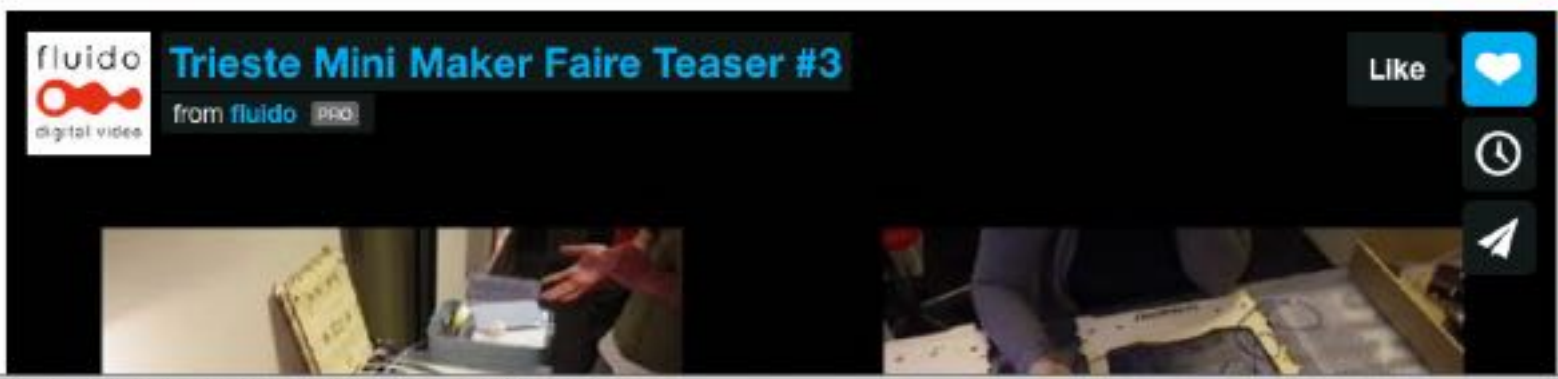 fluido
digital video
Trieste Mini Maker Faire Teaser #3
from fluido PRO
Like